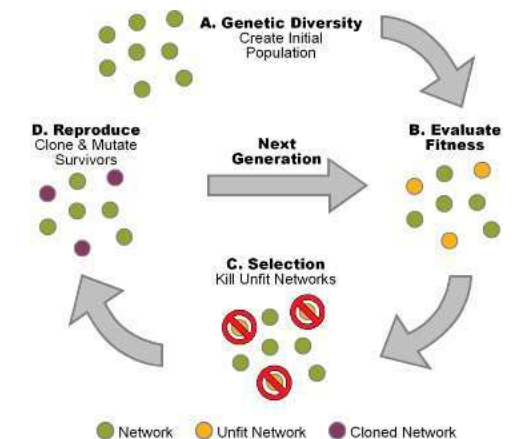 A. Genetic Diversity
Create Initial
Population
D. Reproduce
Clone & Mutate
Survivors
Next
Generation
B. Evaluate
Fitness
C. Selection
Kill Unfit Networks
Network
Unfit Network
Cloned Network